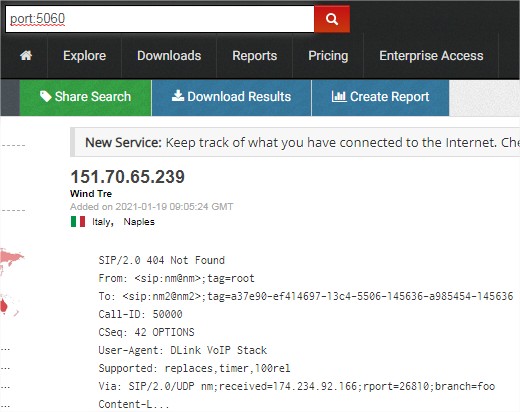 port:5060
Explore Downloads Reports Pricing Enterprise Access
Share Search Download Results Create Report
New Service: Keep track of what you have connected to the Internet. Che
151.70.65.239
Wind Tre
Added on 2021-01-19 09:05:24 GMT
Italy, Naples
SIP/2.0 404 Not Found
From: <sip:nm@nm>;tag=root
To: <sip:nm2@nm2>;tag=a37e90-ef414697-13c4-5506-145636-a985454-145636
Call-ID: 50000
CSeq: 42 OPTIONS
User-Agent: DLink VoIP Stack
Supported: replaces,timer,100rel
Via: SIP/2.0/UDP nm;received=174.234.92.166;rport=26810;branch=foo
Content-L...